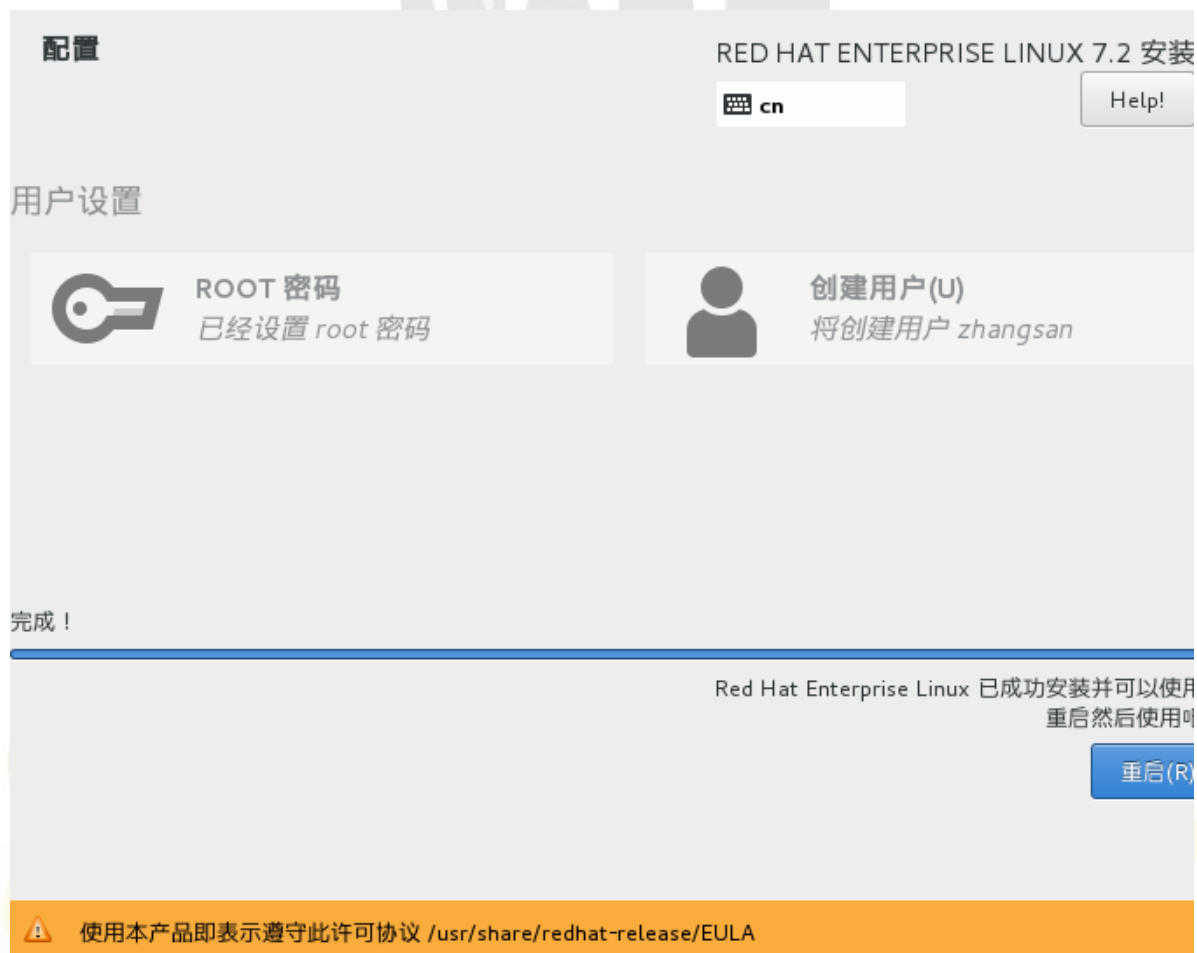 配置
RED HAT ENTERPRISE LINUX 7.2 安装
cn
Help!
用户设置
ROOT 密码
已经设置 root 密码
创建用户(U)
将创建用户 zhangsan
完成！
Red Hat Enterprise Linux 已成功安装并可以使用
重启然后使用吧
重启(R)
使用本产品即表示遵守此许可协议 /usr/share/redhat-release/EULA